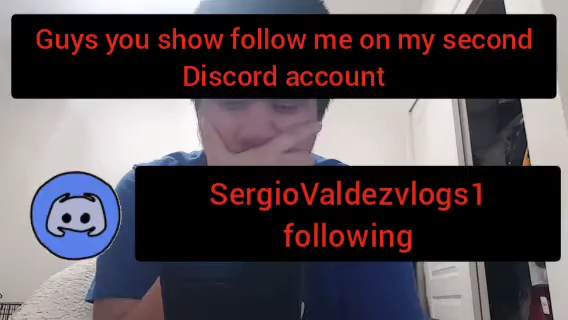 Guys you show follow me on my second
Discord account
SergioValdezvlogs1
following